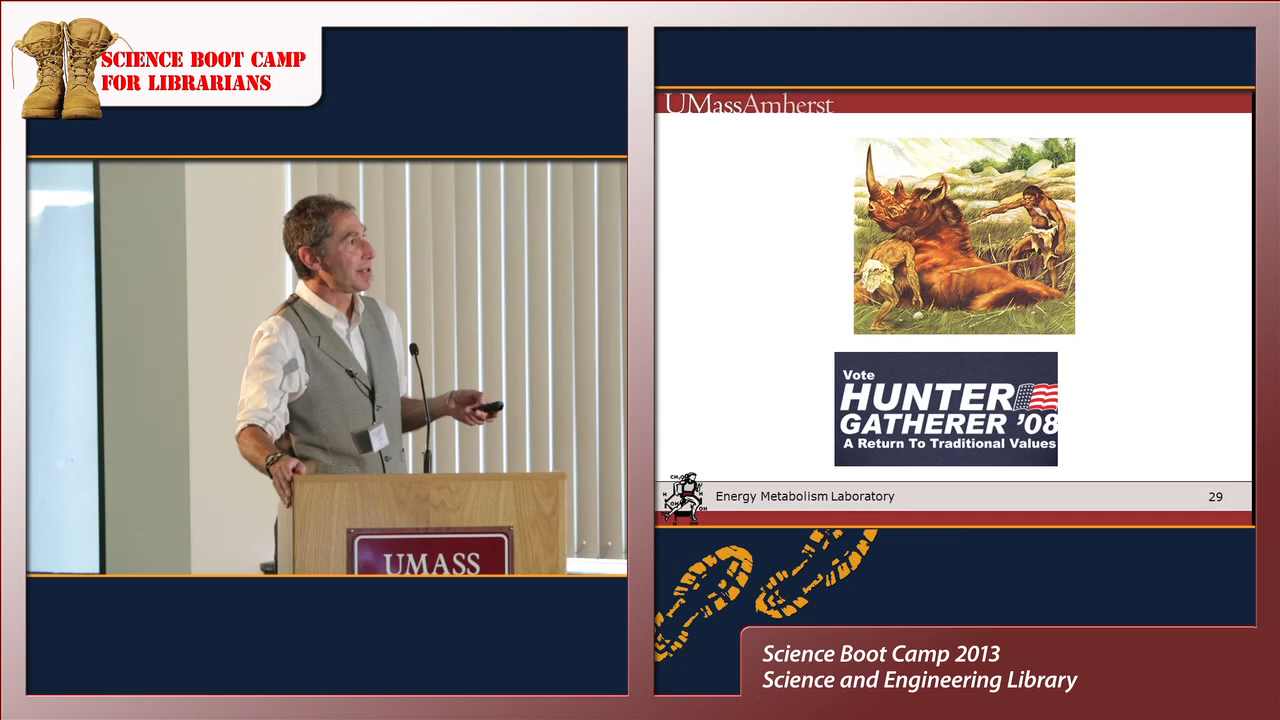 SCIENCE BOOT CAMP
FOR LIBRARIANS
UMASS
UMassAmherst
Vote
HUNTER
GATHERER '08
A Return To Traditional Values
Energy Metabolism Laboratory
29
Science Boot Camp 2013
Science and Engineering Library